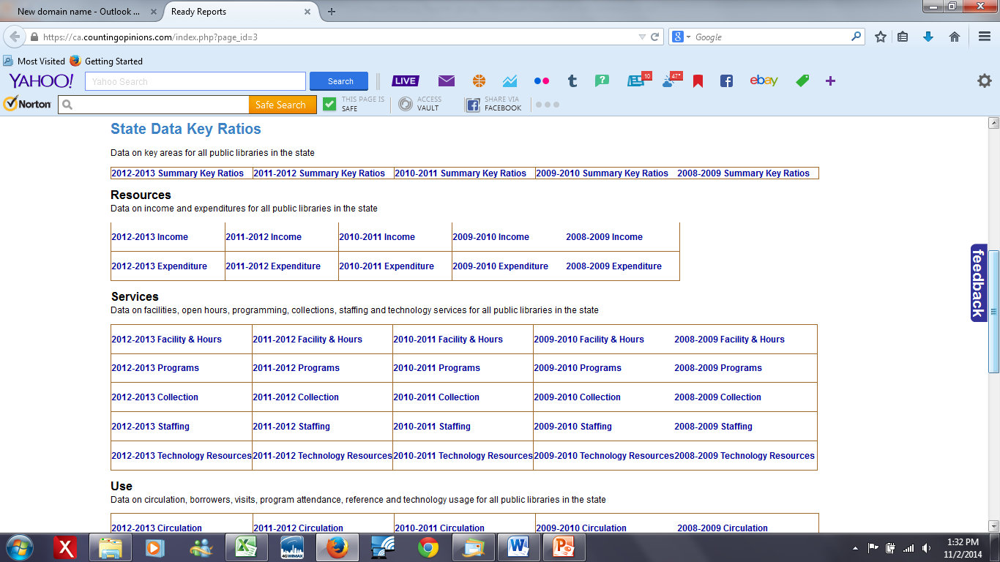 New domain name - Outlook ...
Ready Reports
https://ca.countingopinions.com/index.php?page_id=3
Google
Most Visited
Getting Started
YAHOO!
Yahoo Search
Search
LIVE
t
10
47°
ebay
Norton
Safe Search
THIS PAGE IS
SAFE
ACCESS
VAULT
SHARE VIA
FACEBOOK
State Data Key Ratios
Data on key areas for all public libraries in the state
2012-2013 Summary Key Ratios 2011-2012 Summary Key Ratios 2010-2011 Summary Key Ratios 2009-2010 Summary Key Ratios 2008-2009 Summary Key Ratios
Resources
Data on income and expenditures for all public libraries in the state
2012-2013 Income 2011-2012 Income 2010-2011 Income 2009-2010 Income 2008-2009 Income
2012-2013 Expenditure 2011-2012 Expenditure 2010-2011 Expenditure 2009-2010 Expenditure 2008-2009 Expenditure
Services
Data on facilities, open hours, programming, collections, staffing and technology services for all public libraries in the state
2012-2013 Facility & Hours 2011-2012 Facility & Hours 2010-2011 Facility & Hours 2009-2010 Facility & Hours 2008-2009 Facility & Hours
2012-2013 Programs 2011-2012 Programs 2010-2011 Programs 2009-2010 Programs 2008-2009 Programs
2012-2013 Collection 2011-2012 Collection 2010-2011 Collection 2009-2010 Collection 2008-2009 Collection
2012-2013 Staffing 2011-2012 Staffing 2010-2011 Staffing 2009-2010 Staffing 2008-2009 Staffing
2012-2013 Technology Resources 2011-2012 Technology Resources 2010-2011 Technology Resources 2009-2010 Technology Resources 2008-2009 Technology Resources
Use
Data on circulation, borrowers, visits, program attendance, reference and technology usage for all public libraries in the state
2012-2013 Circulation 2011-2012 Circulation 2010-2011 Circulation 2009-2010 Circulation 2008-2009 Circulation
feedback
4GWIMAX
1:32 PM
11/2/2014